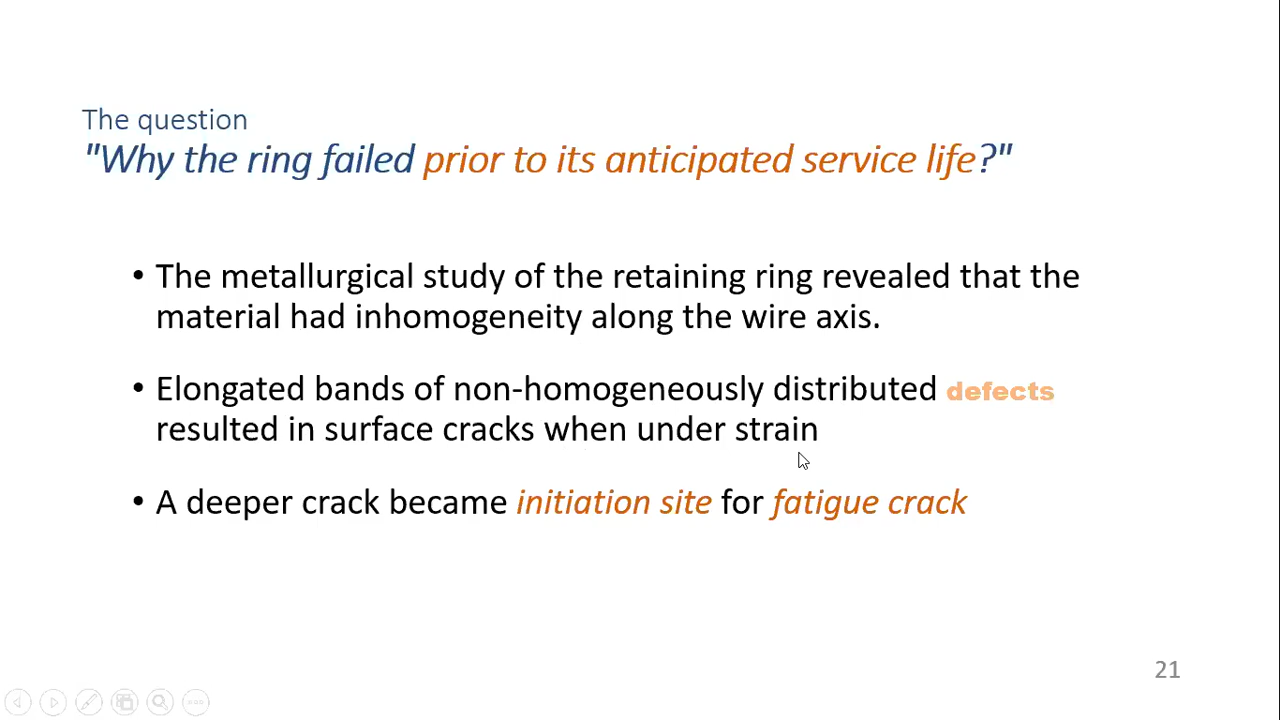 The question
"Why the ring failed prior to its anticipated service life?"
• The metallurgical study of the retaining ring revealed that the
material had inhomogeneity along the wire axis.
• Elongated bands of non-homogeneously distributed defects
resulted in surface cracks when under strain
• A deeper crack became initiation site for fatigue crack
21